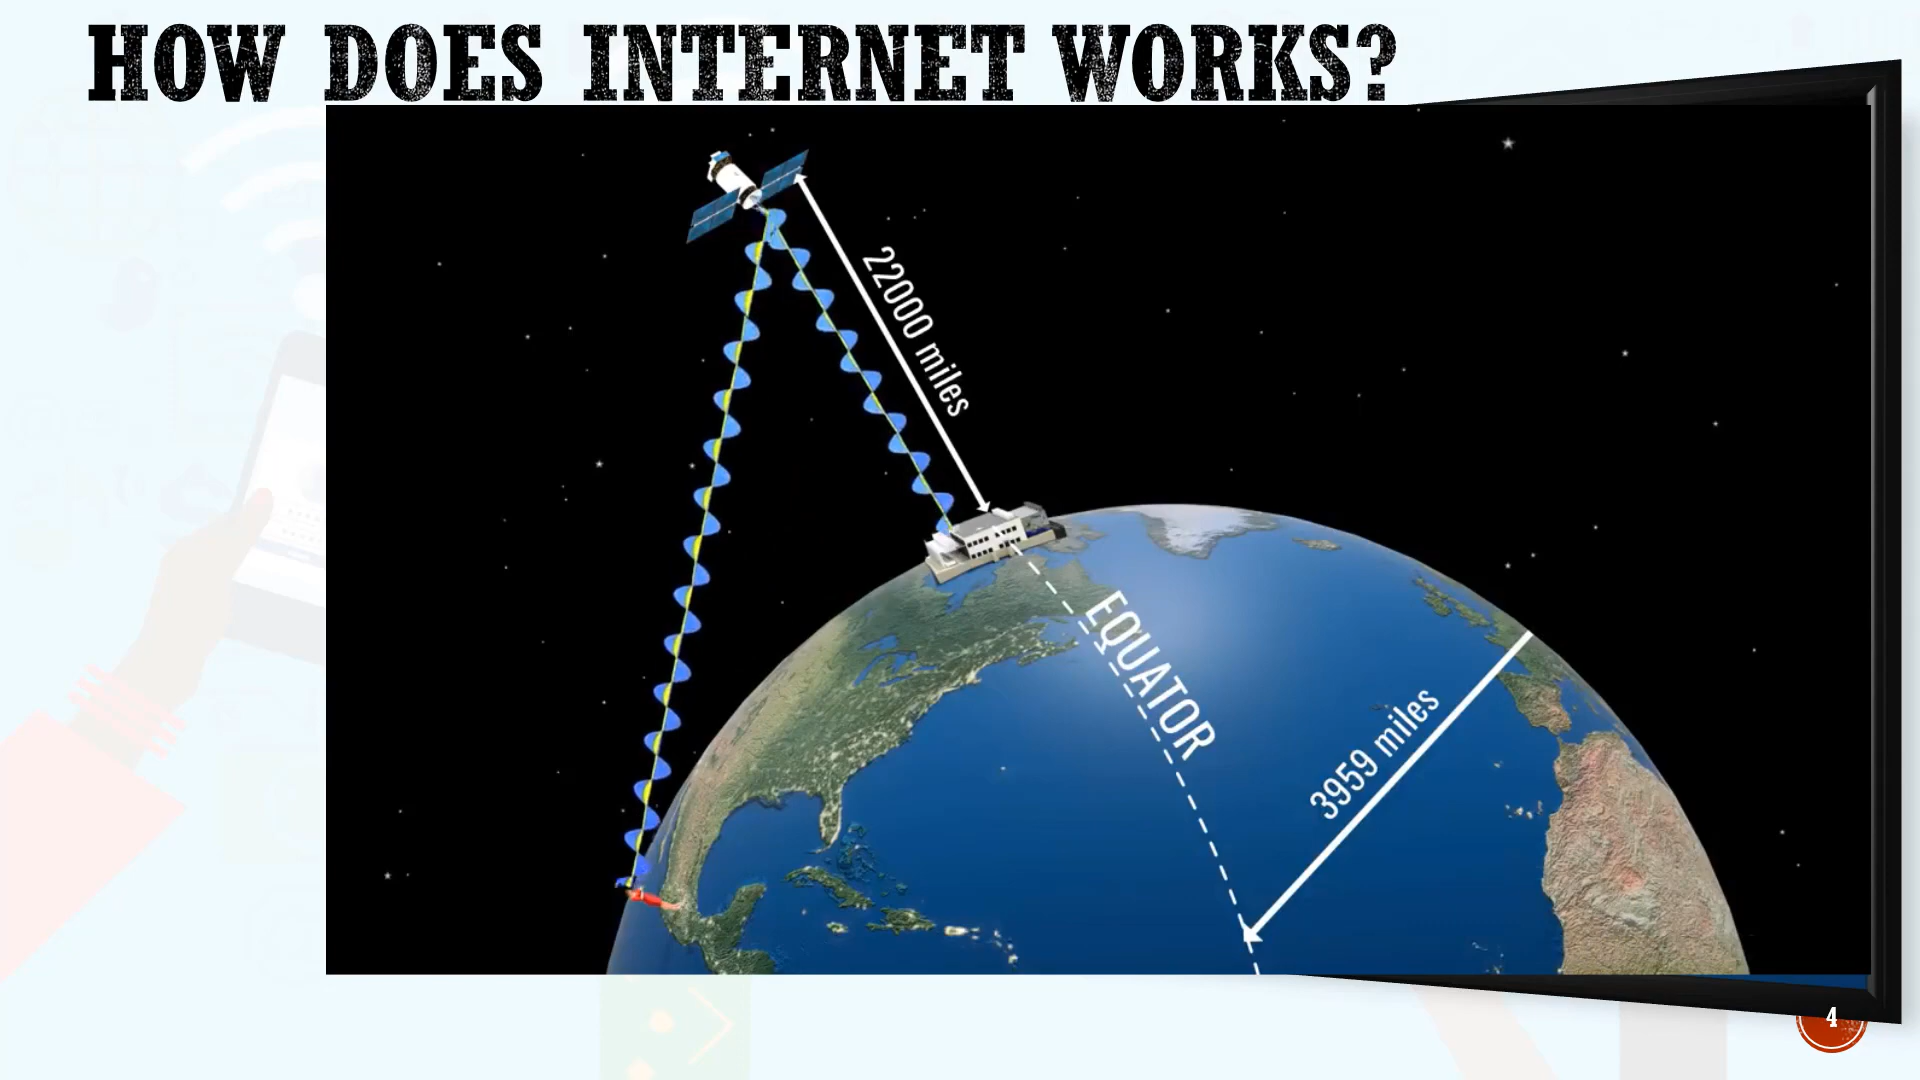 HOW DOES INTERNET WORKS?
22000 miles
EQUATOR
3959 miles
4